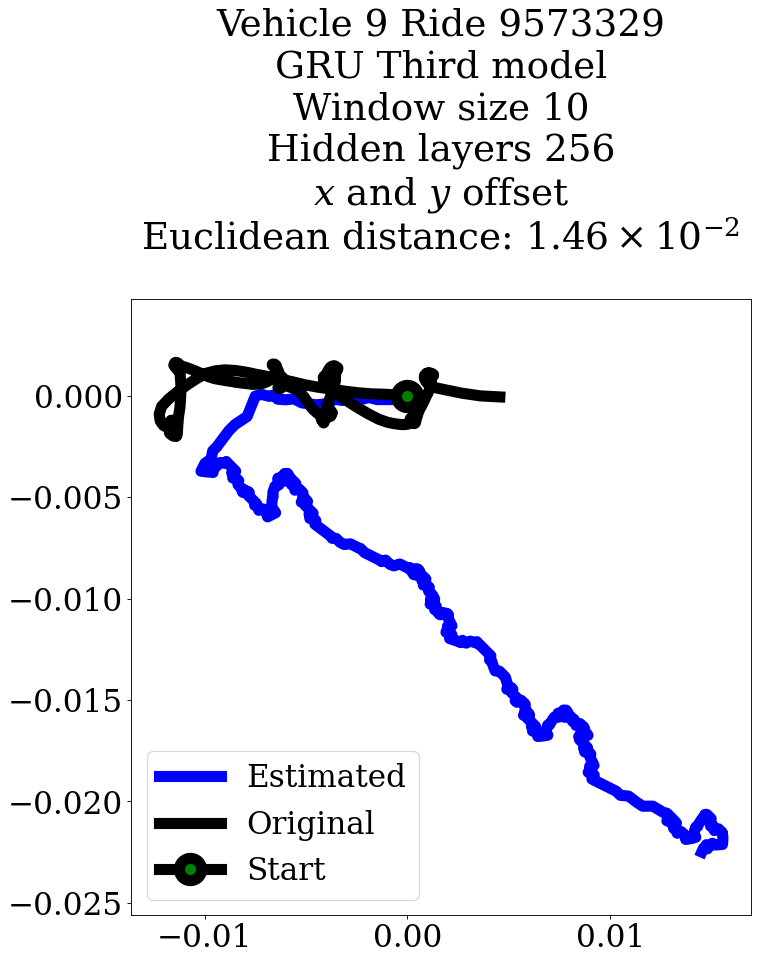 Vehicle 9 Ride 9573329
GRU Third model
Window size 10
Hidden layers 256
x and y offset
Euclidean distance: 1.46 × 10⁻²
0.000
−0.005
−0.010
−0.015
−0.020
−0.025
Estimated
Original
Start
−0.01 0.00 0.01